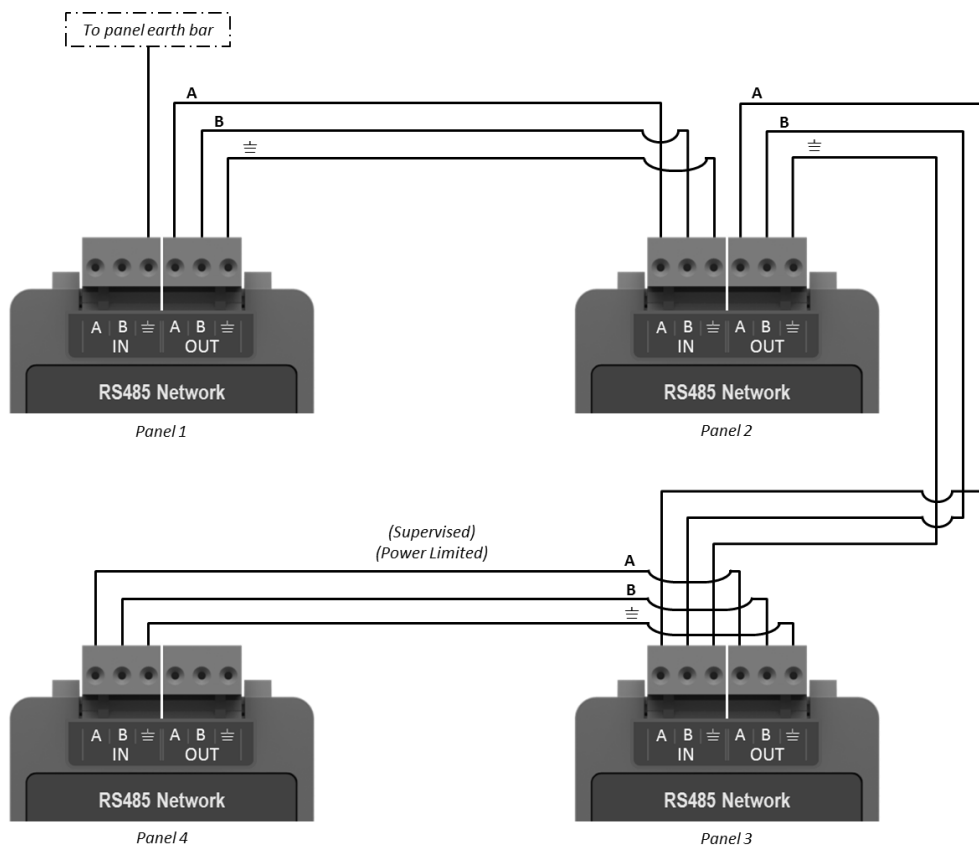 To panel earth bar
A
A
B
B
A B A B
IN OUT
RS485 Network
Panel 1
A B A B
IN OUT
RS485 Network
Panel 2
(Supervised)
(Power Limited)
A
B
A B A B
IN OUT
RS485 Network
Panel 4
A B A B
IN OUT
RS485 Network
Panel 3